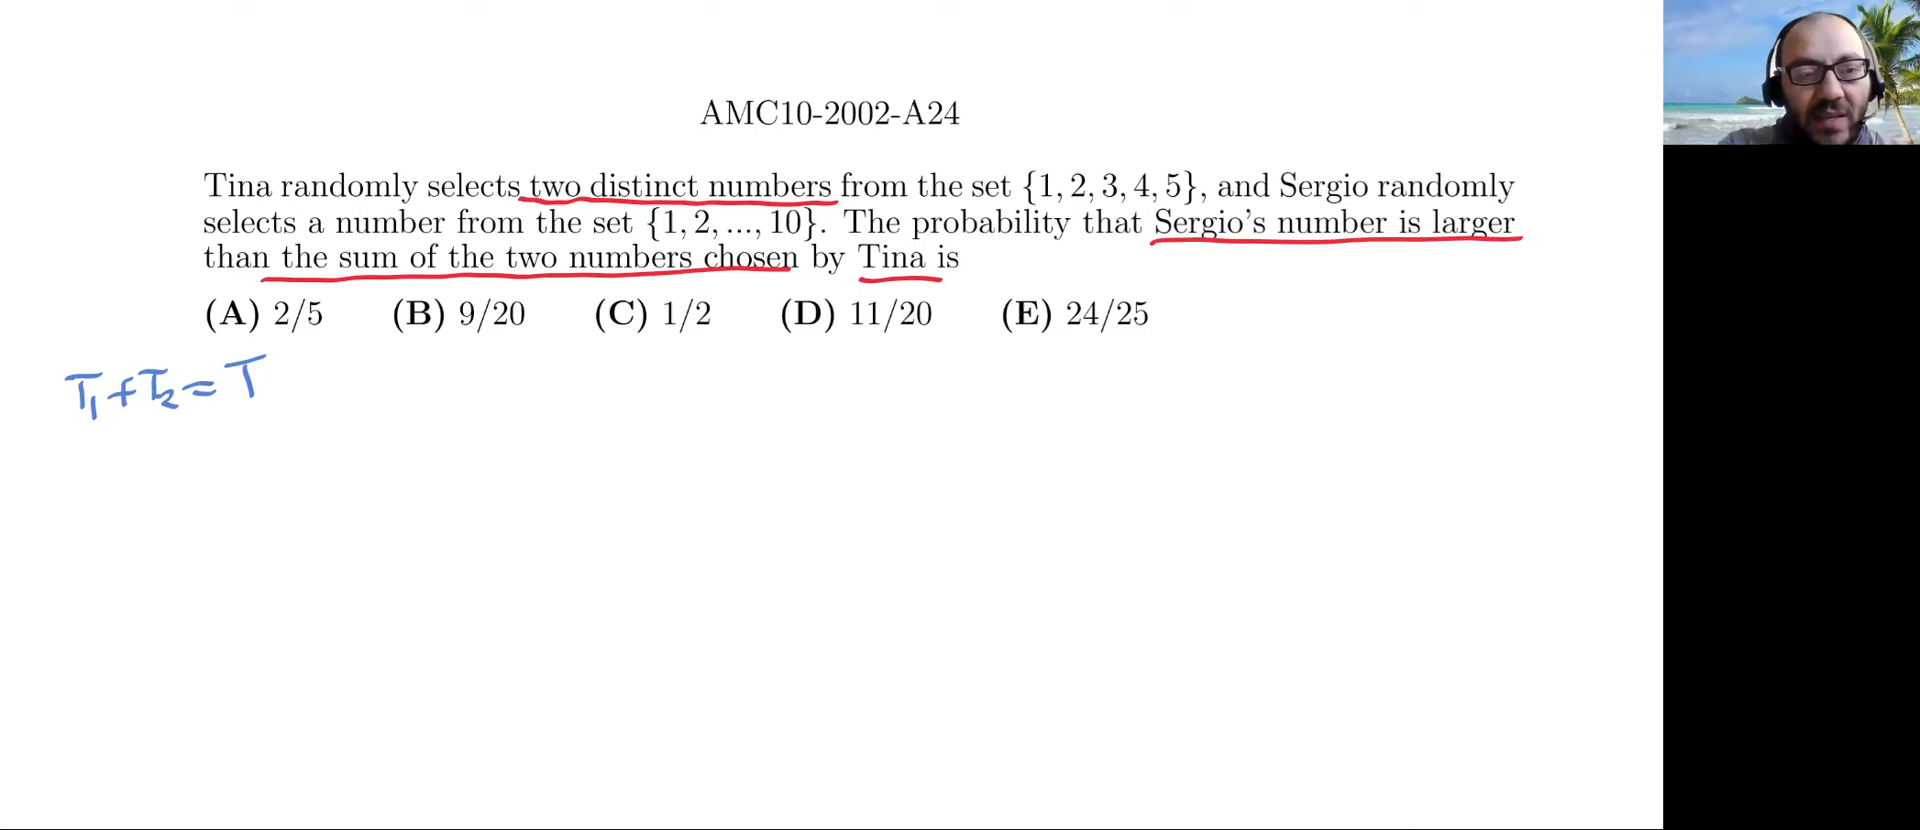 AMC10-2002-A24
Tina randomly selects two distinct numbers from the set {1, 2, 3, 4, 5}, and Sergio randomly
selects a number from the set {1, 2, ..., 10}. The probability that Sergio's number is larger
than the sum of the two numbers chosen by Tina is
(A) 2/5 (B) 9/20 (C) 1/2 (D) 11/20 (E) 24/25
T₁+T₂=T